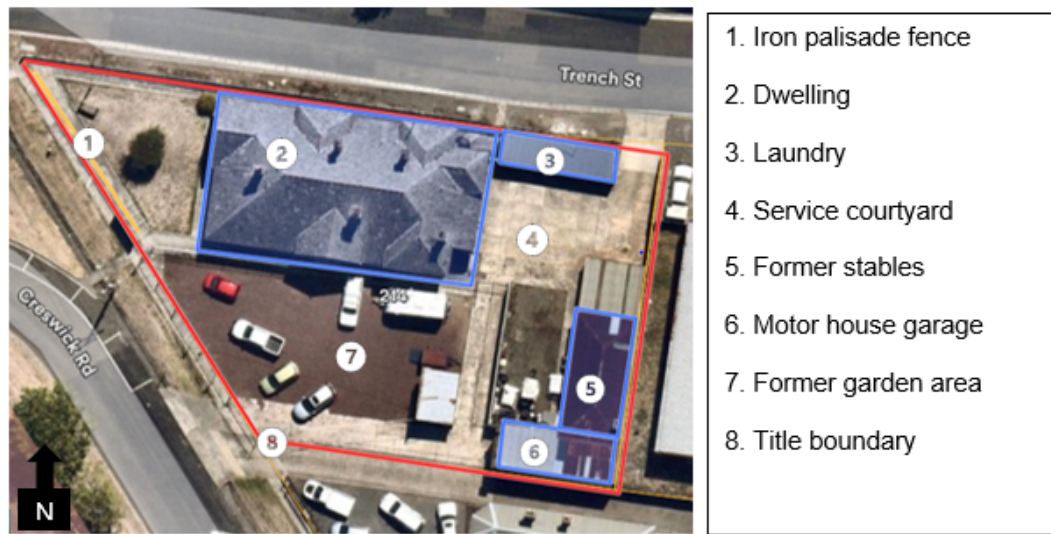 Trench St
1
2
3
4
214
Creswick Rd
7
5
8
6
N
1. Iron palisade fence
2. Dwelling
3. Laundry
4. Service courtyard
5. Former stables
6. Motor house garage
7. Former garden area
8. Title boundary